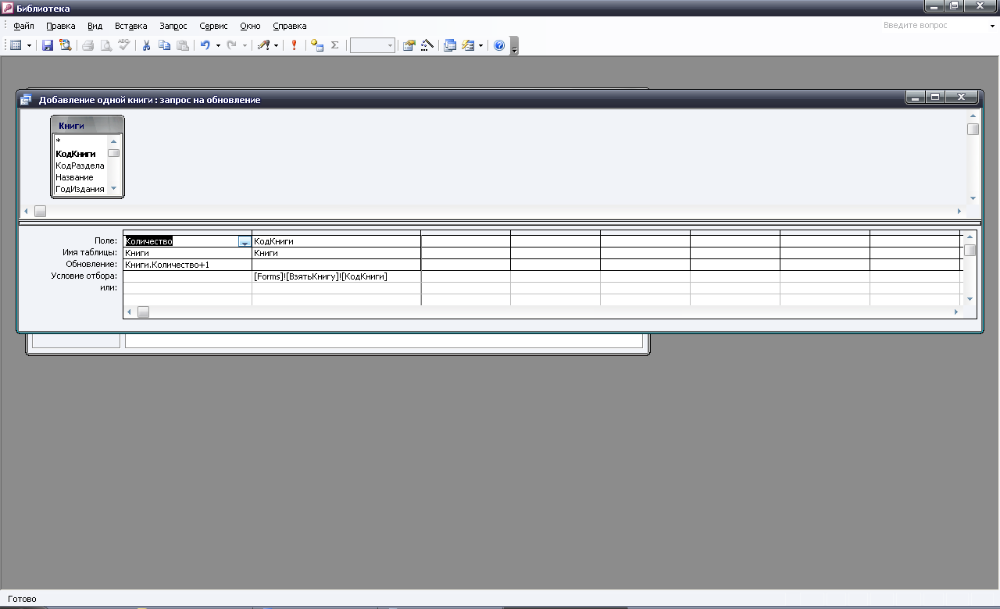 Библиотека
Файл Правка Вид Вставка Запрос Сервис Окно Справка Введите вопрос
Добавление одной книги : запрос на обновление
Книги
*
КодКниги
КодРаздела
Название
ГодИздания
Поле: Количество КодКниги
Имя таблицы: Книги Книги
Обновление: Книги.Количество+1
Условие отбора: [Forms]![ВзятьКнигу]![КодКниги]
или:
Готово